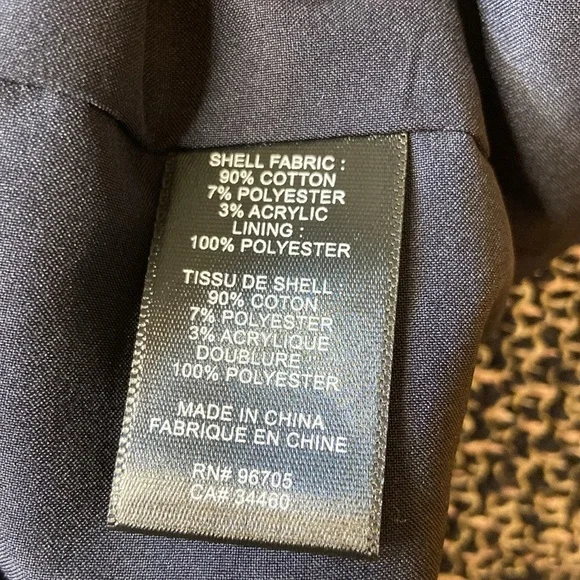 SHELL FABRIC :
90% COTTON
7% POLYESTER
3% ACRYLIC
LINING :
100% POLYESTER
TISSU DE SHELL :
90% COTON
7% POLYESTER
3% ACRYLIQUE
DOUBLURE :
100% POLYESTER
MADE IN CHINA
FABRIQUE EN CHINE
RN# 96705
CA# 34460